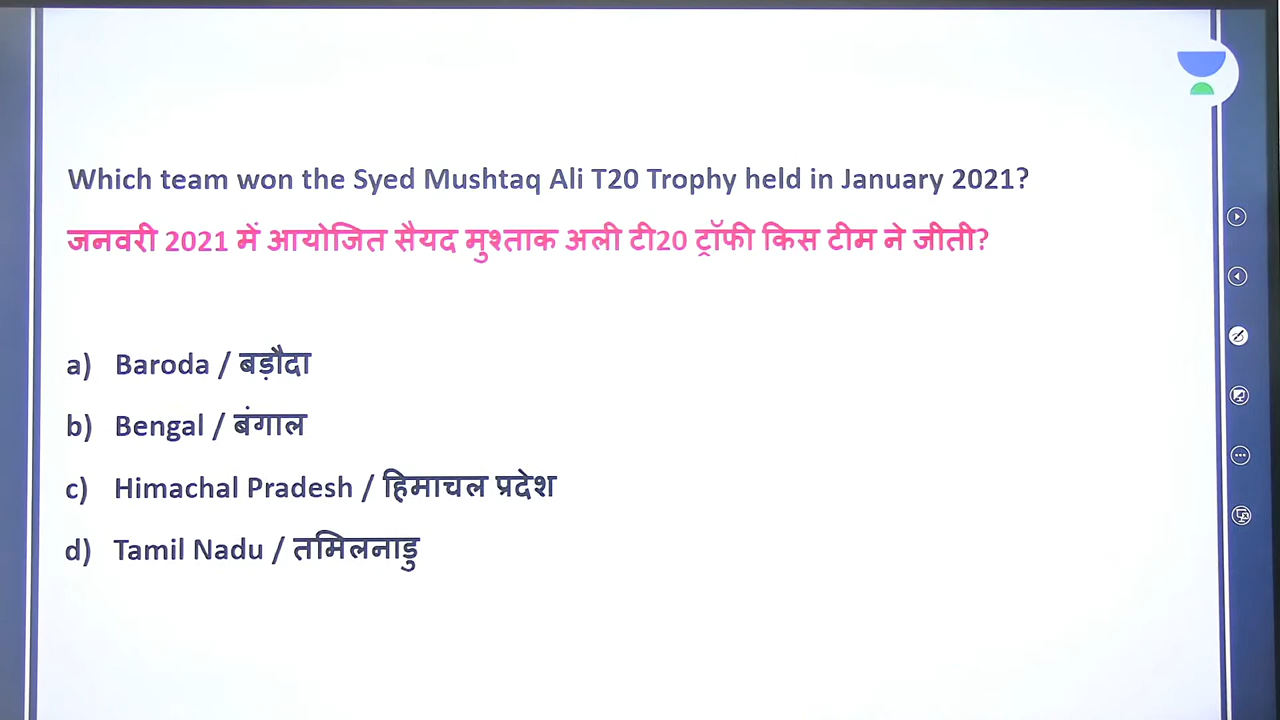 Which team won the Syed Mushtaq Ali T20 Trophy held in January 2021?
जनवरी 2021 में आयोजित सैयद मुश्ताक अली टी20 ट्रॉफी किस टीम ने जीती?
a) Baroda / बड़ौदा
b) Bengal / बंगाल
c) Himachal Pradesh / हिमाचल प्रदेश
d) Tamil Nadu / तमिलनाडु